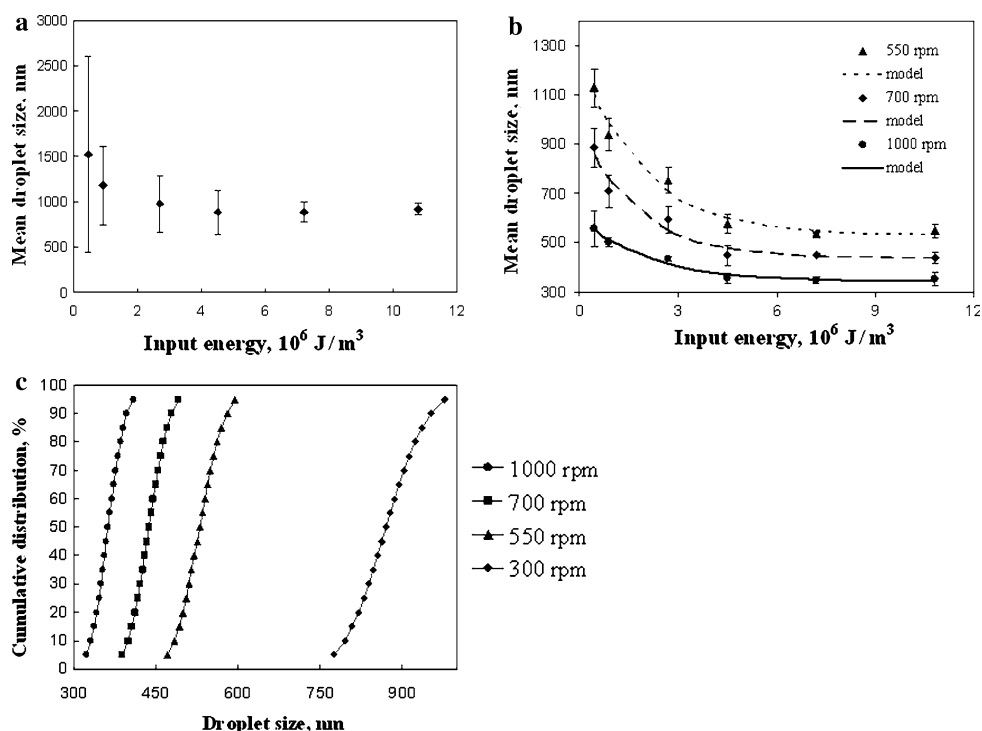 a
Mean droplet size, nm
3000
2500
2000
1500
1000
500
0
0 2 4 6 8 10 12
Input energy, 10⁶ J/m³
b
Mean droplet size, nm
1300
1100
900
700
500
300
0 3 6 9 12
Input energy, 10⁶ J/m³
550 rpm
model
700 rpm
model
1000 rpm
model
c
Cumulative distribution, %
100
90
80
70
60
50
40
30
20
10
0
300 450 600 750 900
Droplet size, nm
1000 rpm
700 rpm
550 rpm
300 rpm